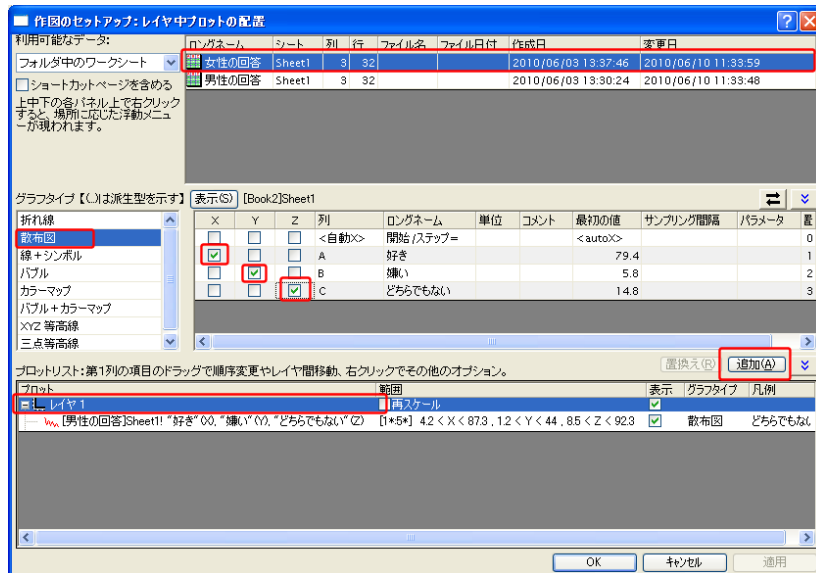 作図のセットアップ: レイヤ中プロットの配置
利用可能なデータ:
フォルダ中のワークシート
ショートカットページを含める
上中下の各パネル上で右クリック
すると、場所に応じた浮動メニュ
ーが現われます。
ロングネーム シート 列 行 ファイル名 ファイル日付 作成日 変更日
女性の回答 Sheet1 3 32 2010/06/03 13:37:46 2010/06/10 11:33:59
男性の回答 Sheet1 3 32 2010/06/03 13:30:24 2010/06/10 11:33:48
グラフタイプ【(_)は派生型を示す】 表示(S) [Book2]Sheet1
折れ線
散布図
線+シンボル
バブル
カラーマップ
バブル+カラーマップ
XYZ 等高線
三点等高線
X Y Z 列 ロングネーム 単位 コメント 最初の値 サンプリング間隔 パラメータ 置
<自動X> 開始/ステップ= <autoX> 0
A 好き 79.4 1
B 嫌い 5.8 2
C どちらでもない 14.8 3
プロットリスト:第1列の項目のドラッグで順序変更やレイヤ間移動、右クリックでその他のオプション。
置換え(R) 追加(A)
プロット 範囲 表示 グラフタイプ 凡例
レイヤ 1 再スケール
[男性の回答]Sheet1! "好き"(X), "嫌い"(Y), "どちらでもない"(Z) [1*:5*] 4.2 < X < 87.3 , 1.2 < Y < 44 , 8.5 < Z < 92.3 散布図 どちらでもない
OK キャンセル 適用